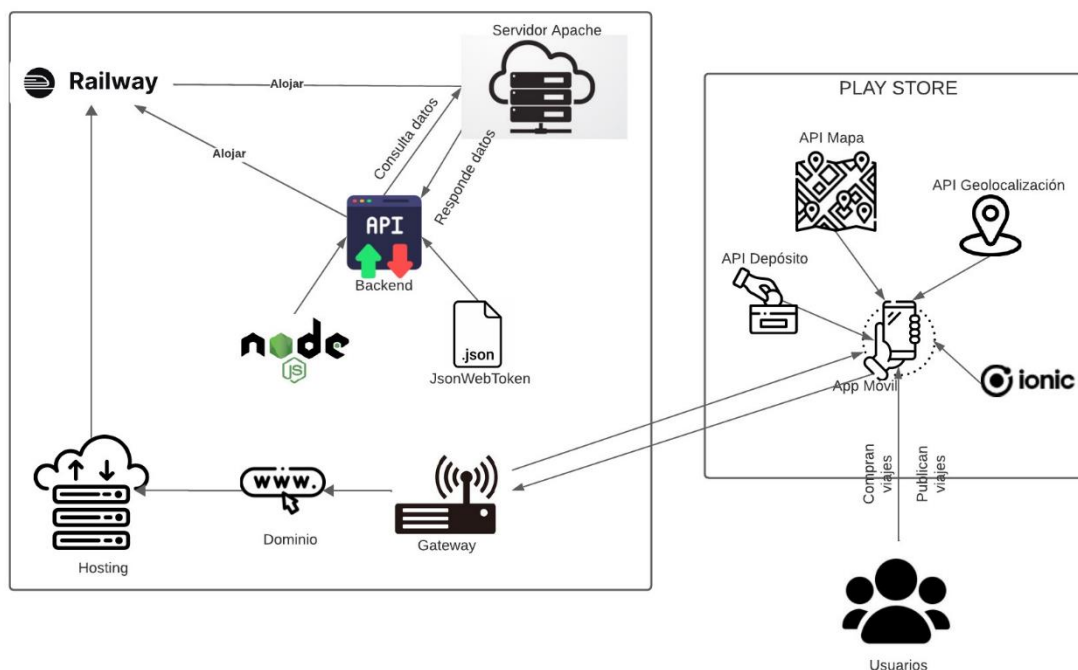 Servidor Apache
Railway
Alojar
PLAY STORE
API Mapa
API Geolocalización
Consulta datos
Responde datos
Alojar
API
Backend
API Depósito
node
JS
.json
JsonWebToken
App Móvil
ionic
Compran
viajes
Publican
viajes
www.
Dominio
Gateway
Hosting
Usuarios